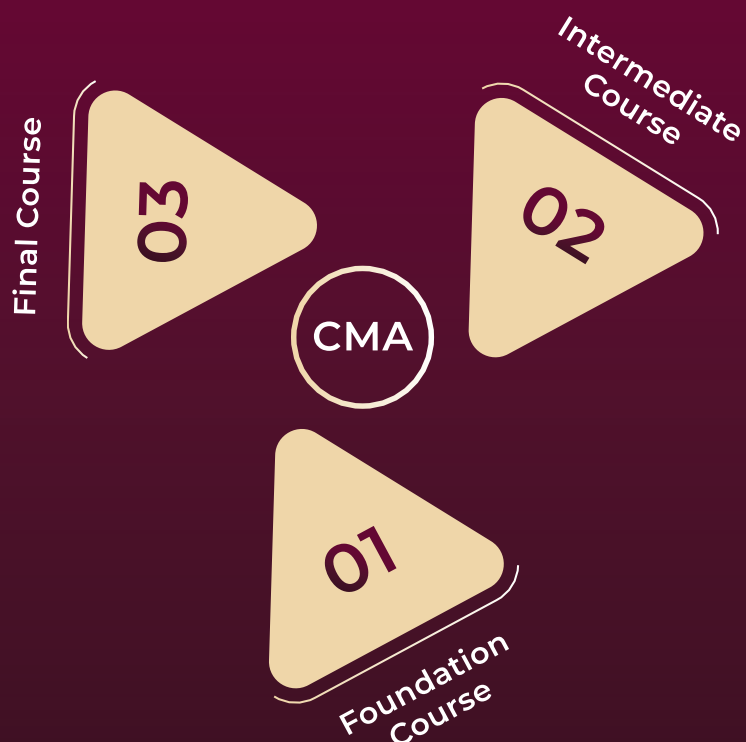 Intermediate
Course
02
Final Course
03
CMA
01
Foundation
Course